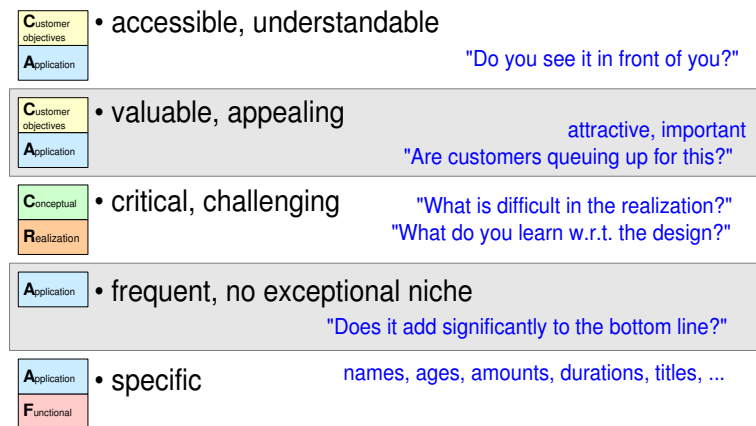 Customer
objectives
Application
• accessible, understandable
"Do you see it in front of you?"
Customer
objectives
Application
• valuable, appealing
attractive, important
"Are customers queuing up for this?"
Conceptual
Realization
• critical, challenging
"What is difficult in the realization?"
"What do you learn w.r.t. the design?"
Application
• frequent, no exceptional niche
"Does it add significantly to the bottom line?"
Application
Functional
• specific
names, ages, amounts, durations, titles, ...